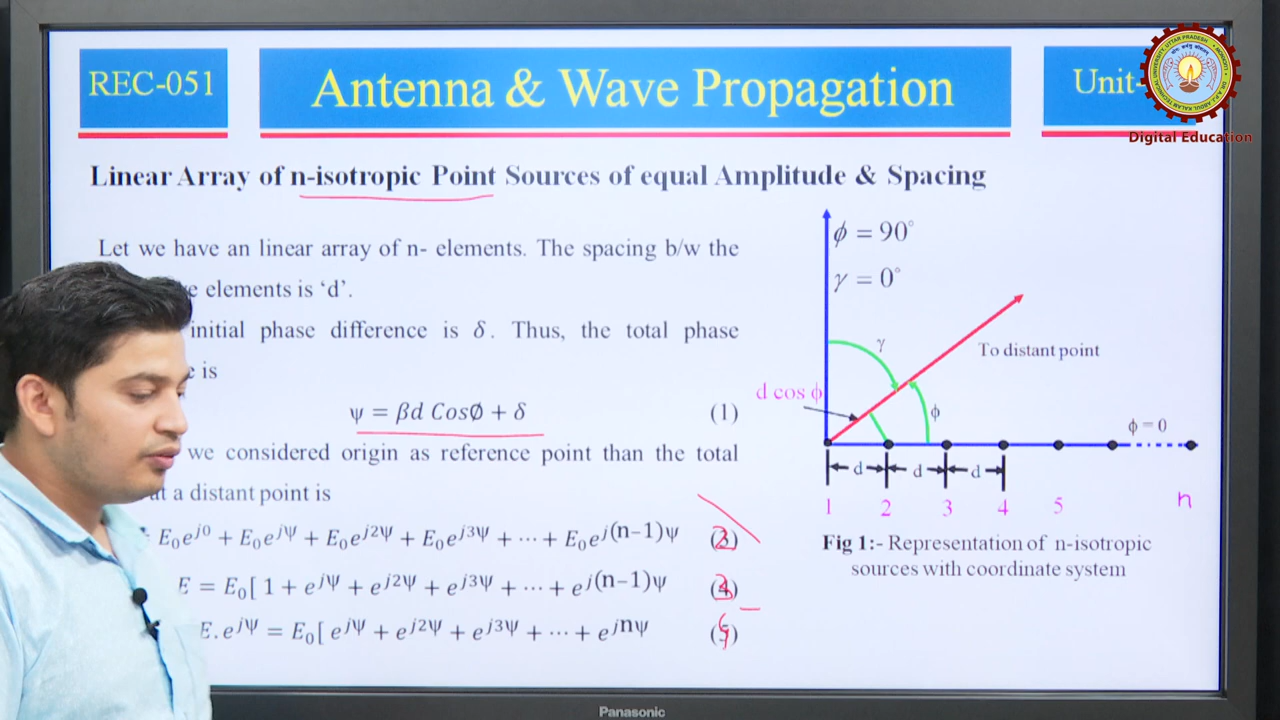 REC-051
Antenna & Wave Propagation
Unit-
Digital Education
Linear Array of n-isotropic Point Sources of equal Amplitude & Spacing
Let we have an linear array of n- elements. The spacing b/w the
elements is ‘d’.
initial phase difference is δ. Thus, the total phase
is
ψ = βd CosØ + δ (1)
we considered origin as reference point than the total
at a distant point is
E₀e^{j0} + E₀e^{jψ} + E₀e^{j2ψ} + E₀e^{j3ψ} + ⋯ + E₀e^{j(n−1)ψ}
E = E₀[ 1 + e^{jψ} + e^{j2ψ} + e^{j3ψ} + ⋯ + e^{j(n−1)ψ}
E.e^{jψ} = E₀[ e^{jψ} + e^{j2ψ} + e^{j3ψ} + ⋯ + e^{jnψ}
ϕ = 90°
γ = 0°
γ
To distant point
d cos ϕ
ϕ
ϕ = 0
d d d
1 2 3 4 5 n
Fig 1:- Representation of n-isotropic
sources with coordinate system
Panasonic